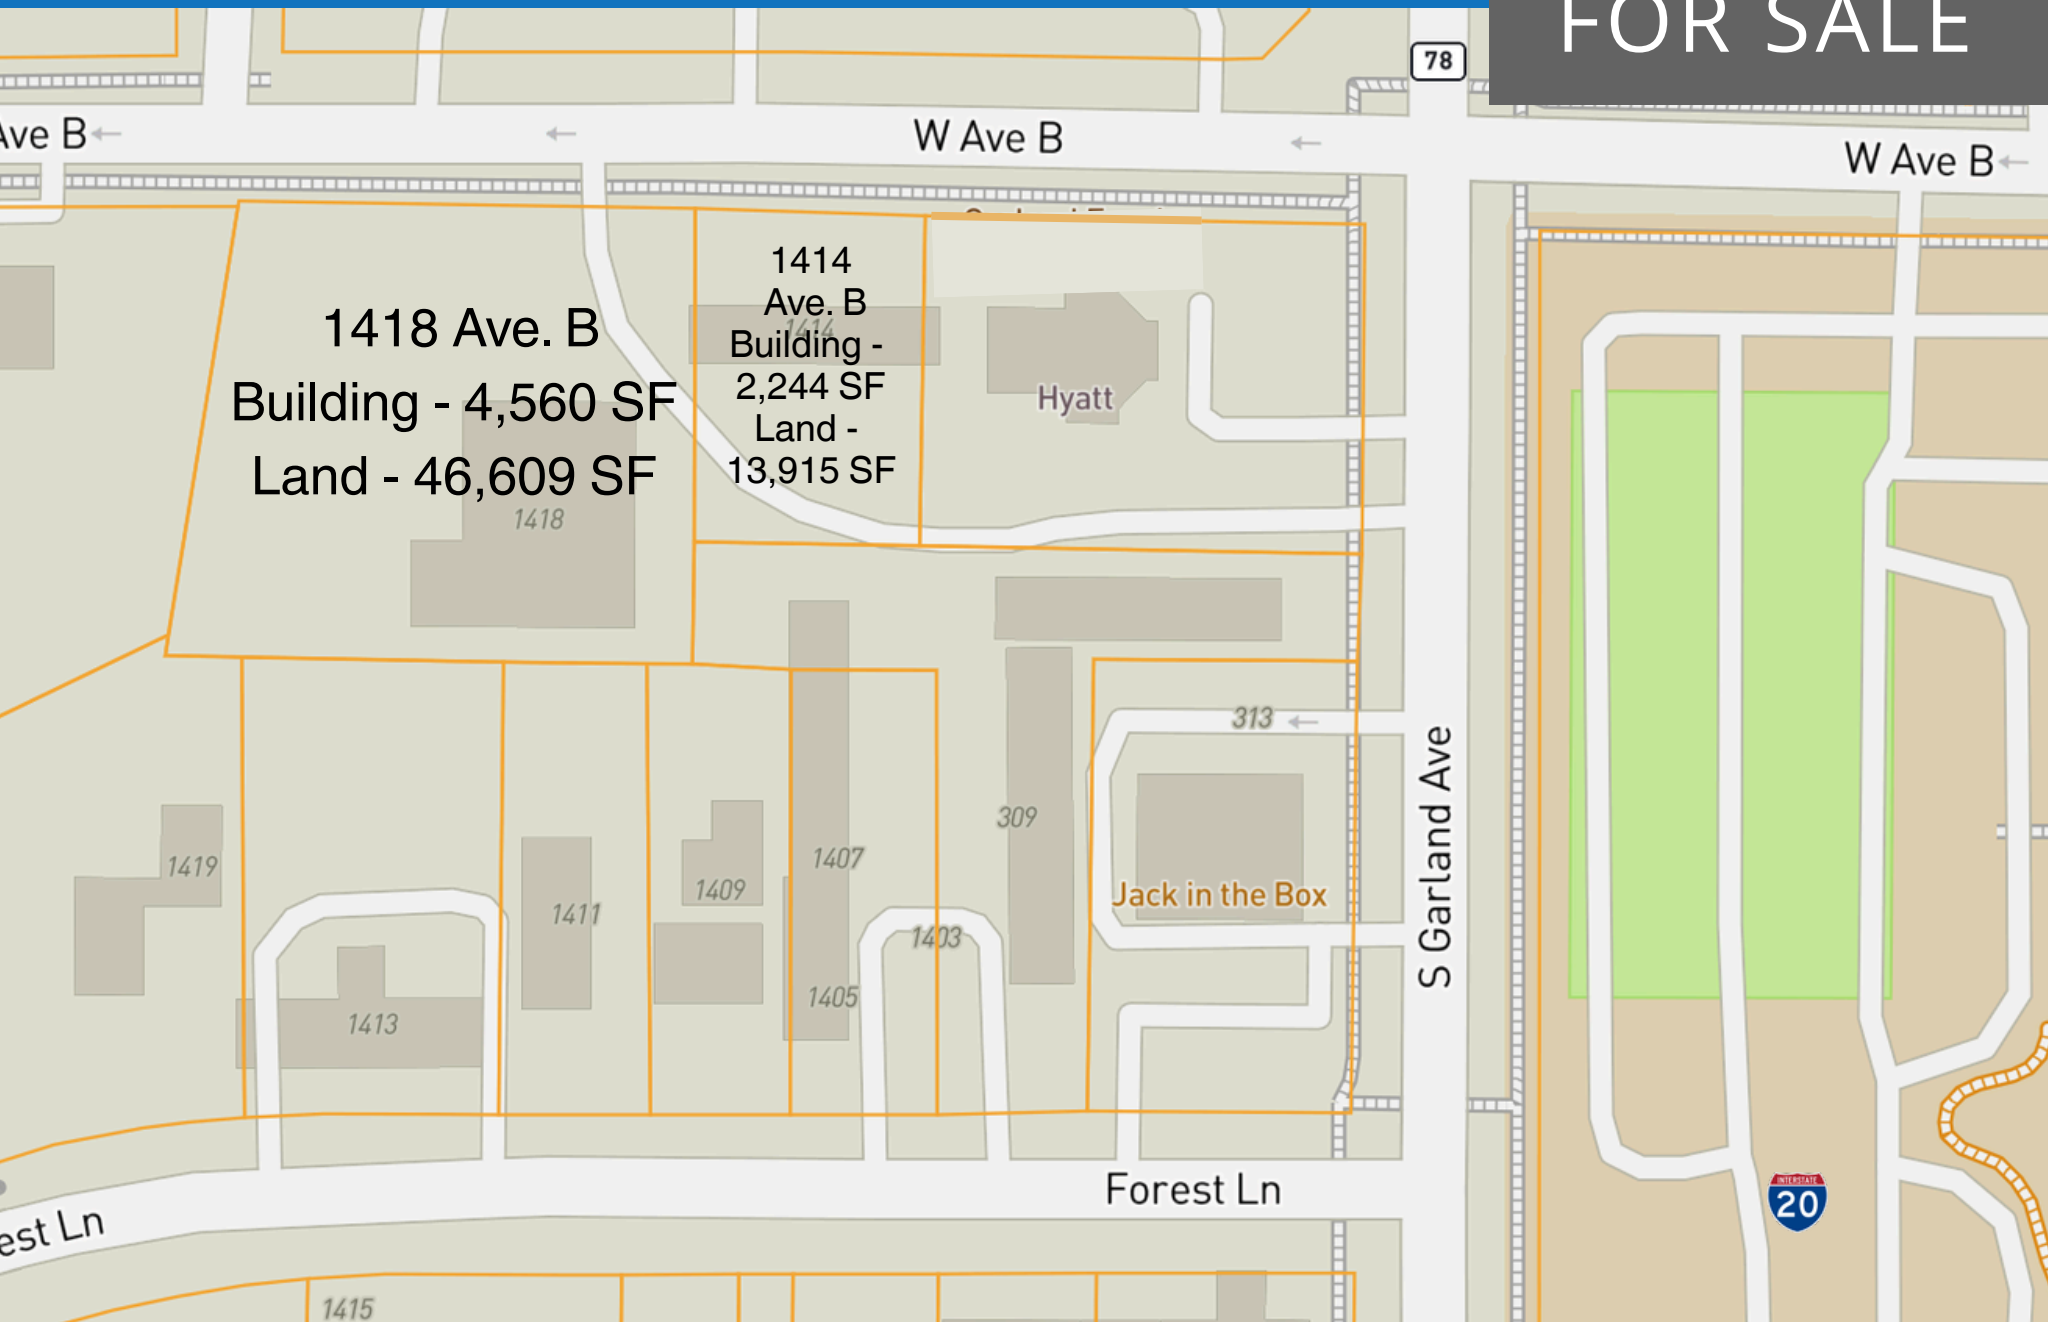 FOR SALE
78
Ave B
W Ave B
W Ave B
1418 Ave. B
Building - 4,560 SF
Land - 46,609 SF
1418
1414
Ave. B
1414
Building -
2,244 SF
Land -
13,915 SF
Hyatt
313
309
S Garland Ave
Jack in the Box
1419
1407
1409
1411
1403
1405
1413
Forest Ln
est Ln
INTERSTATE
20
1415